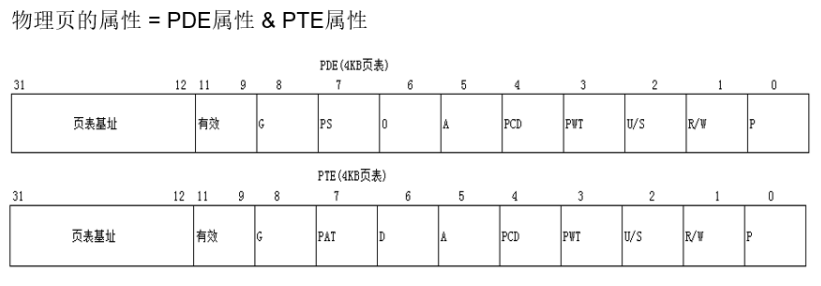 物理页的属性 = PDE属性 & PTE属性
PDE(4KB页表)
31 12 11 9 8 7 6 5 4 3 2 1 0
页表基址 有效 G PS 0 A PCD PWT U/S R/W P
PTE(4KB页表)
31 12 11 9 8 7 6 5 4 3 2 1 0
页表基址 有效 G PAT D A PCD PWT U/S R/W P